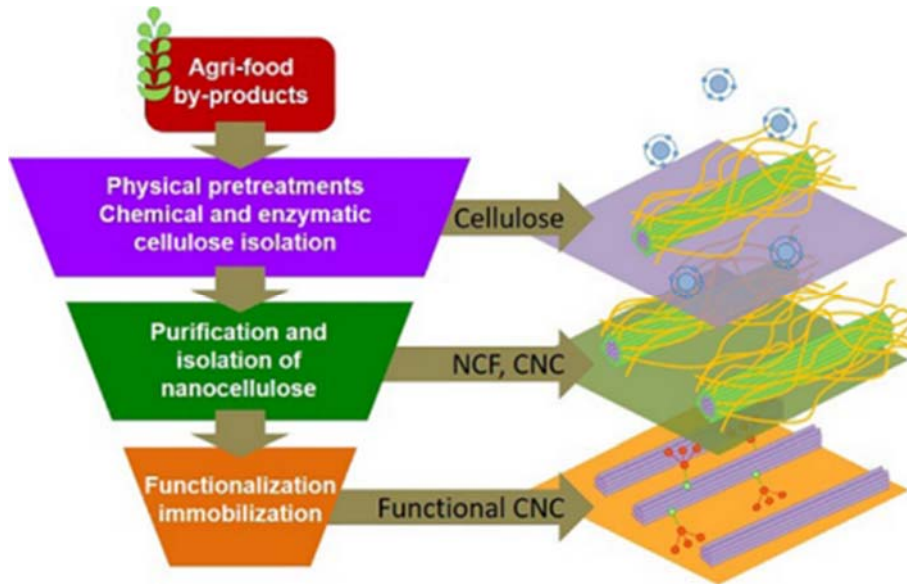 Agri-food
by-products
Physical pretreatments
Chemical and enzymatic
cellulose isolation
Cellulose
Purification and
isolation of
nanocellulose
NCF, CNC
Functionalization
immobilization
Functional CNC